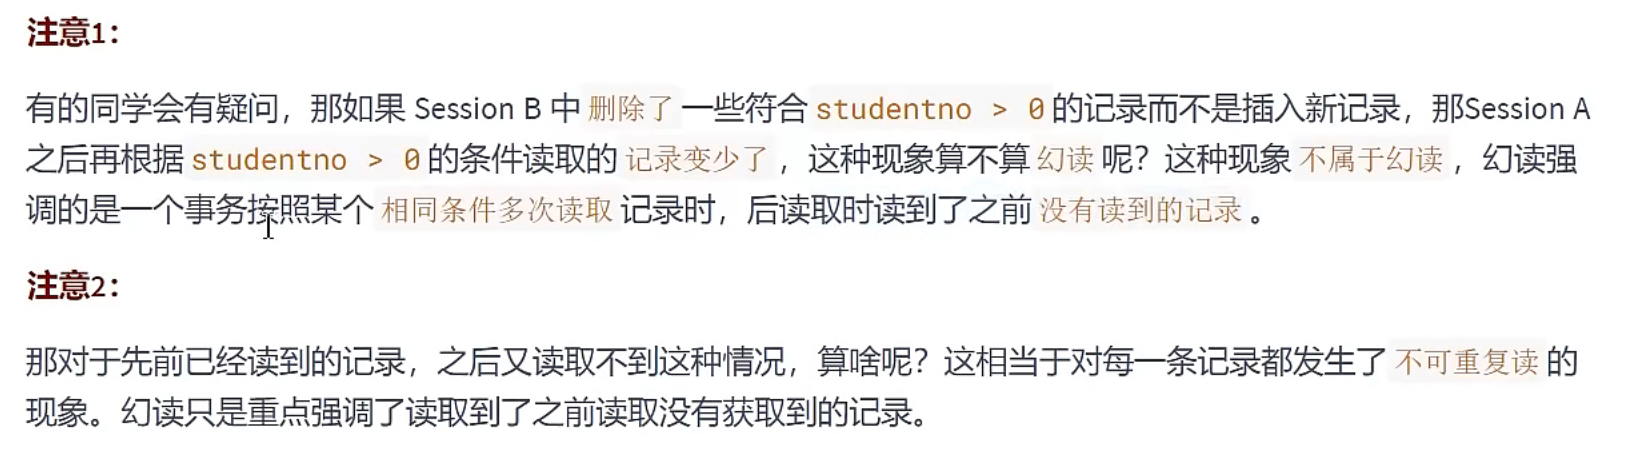 注意1：
有的同学会有疑问，那如果 Session B 中 删除了 一些符合 studentno > 0 的记录而不是插入新记录，那Session A
之后再根据 studentno > 0 的条件读取的 记录变少了 ，这种现象算不算 幻读 呢？这种现象 不属于幻读 ，幻读强
调的是一个事务按照某个 相同条件多次读取 记录时，后读取时读到了之前 没有读到的记录 。
注意2：
那对于先前已经读到的记录，之后又读取不到这种情况，算啥呢？这相当于对每一条记录都发生了 不可重复读 的
现象。幻读只是重点强调了读取到了之前读取没有获取到的记录。